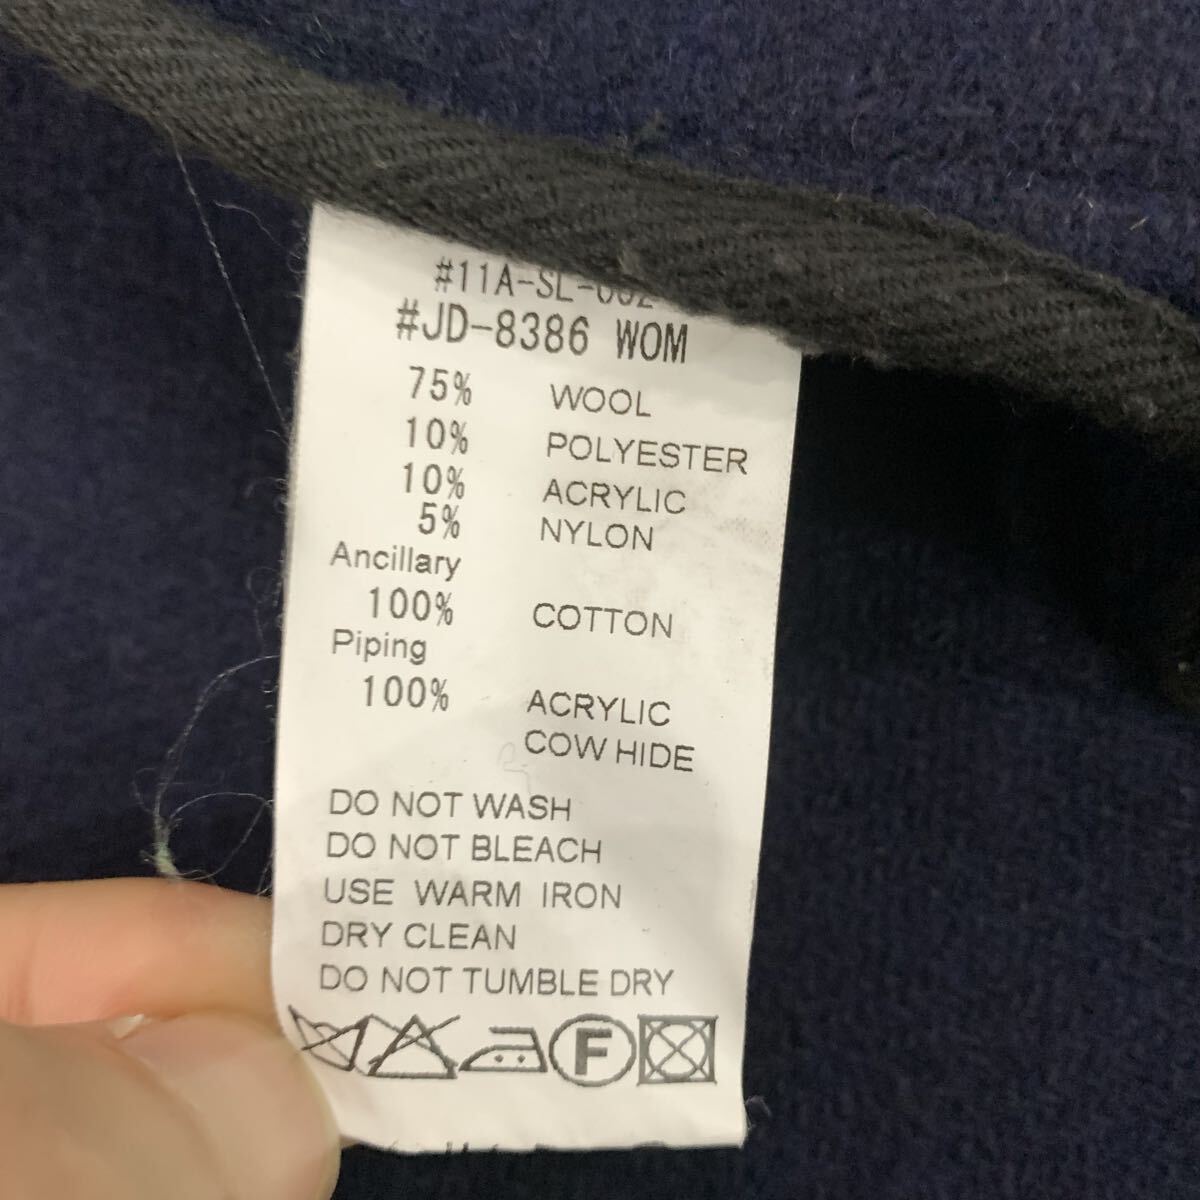 #11A-SL-002
#JD-8386 WOM
75% WOOL
10% POLYESTER
10% ACRYLIC
5% NYLON
Ancillary
100% COTTON
Piping
100% ACRYLIC
COW HIDE
DO NOT WASH
DO NOT BLEACH
USE WARM IRON
DRY CLEAN
DO NOT TUMBLE DRY
F